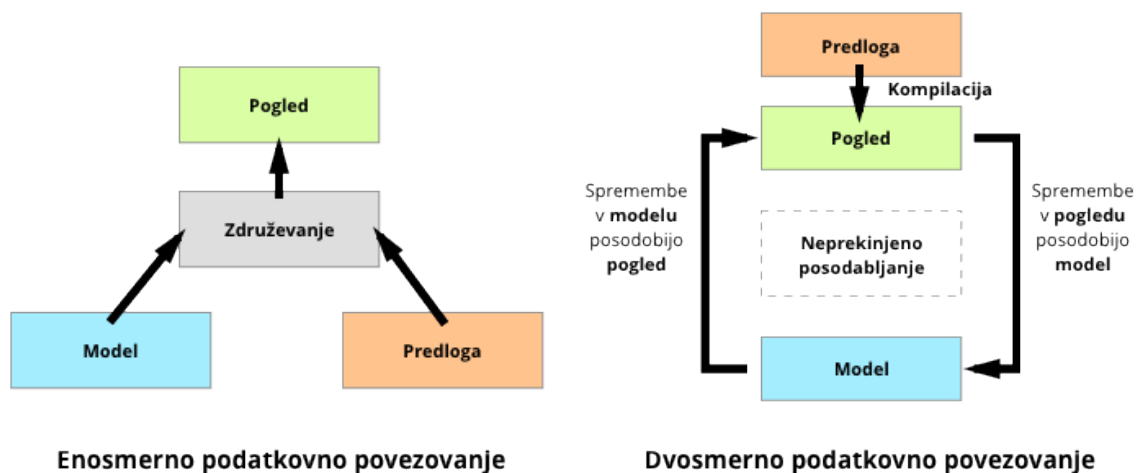 Pogled
Združevanje
Model
Predloga
Enosmerno podatkovno povezovanje
Predloga
Kompilacija
Pogled
Spremembe
v modelu
posodobijo
pogled
Neprekinjeno
posodabljanje
Spremembe
v pogledu
posodobijo
model
Model
Dvosmerno podatkovno povezovanje